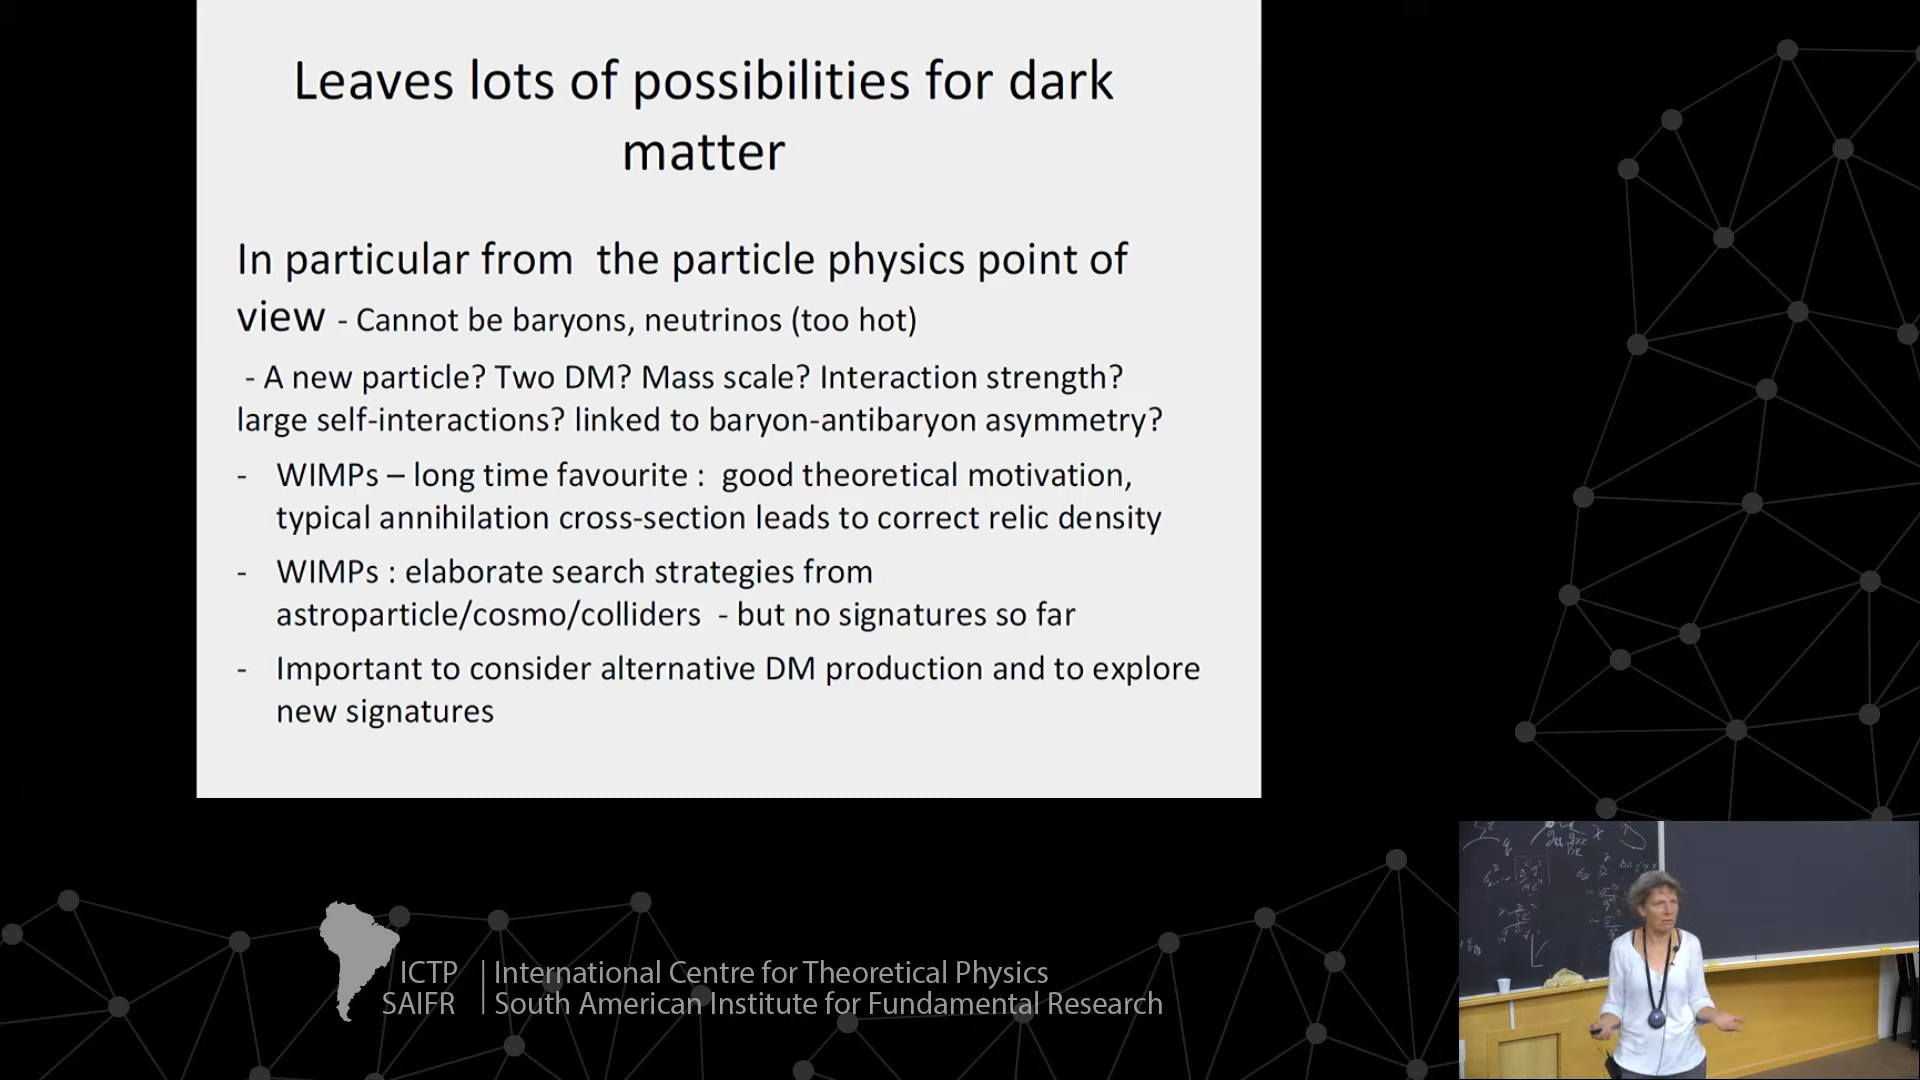 Leaves lots of possibilities for dark
matter
In particular from  the particle physics point of
view - Cannot be baryons, neutrinos (too hot)
- A new particle? Two DM? Mass scale? Interaction strength?
large self-interactions? linked to baryon-antibaryon asymmetry?
- WIMPs – long time favourite :  good theoretical motivation,
typical annihilation cross-section leads to correct relic density
- WIMPs : elaborate search strategies from
astroparticle/cosmo/colliders  - but no signatures so far
- Important to consider alternative DM production and to explore
new signatures
ICTP | International Centre for Theoretical Physics
SAIFR | South American Institute for Fundamental Research